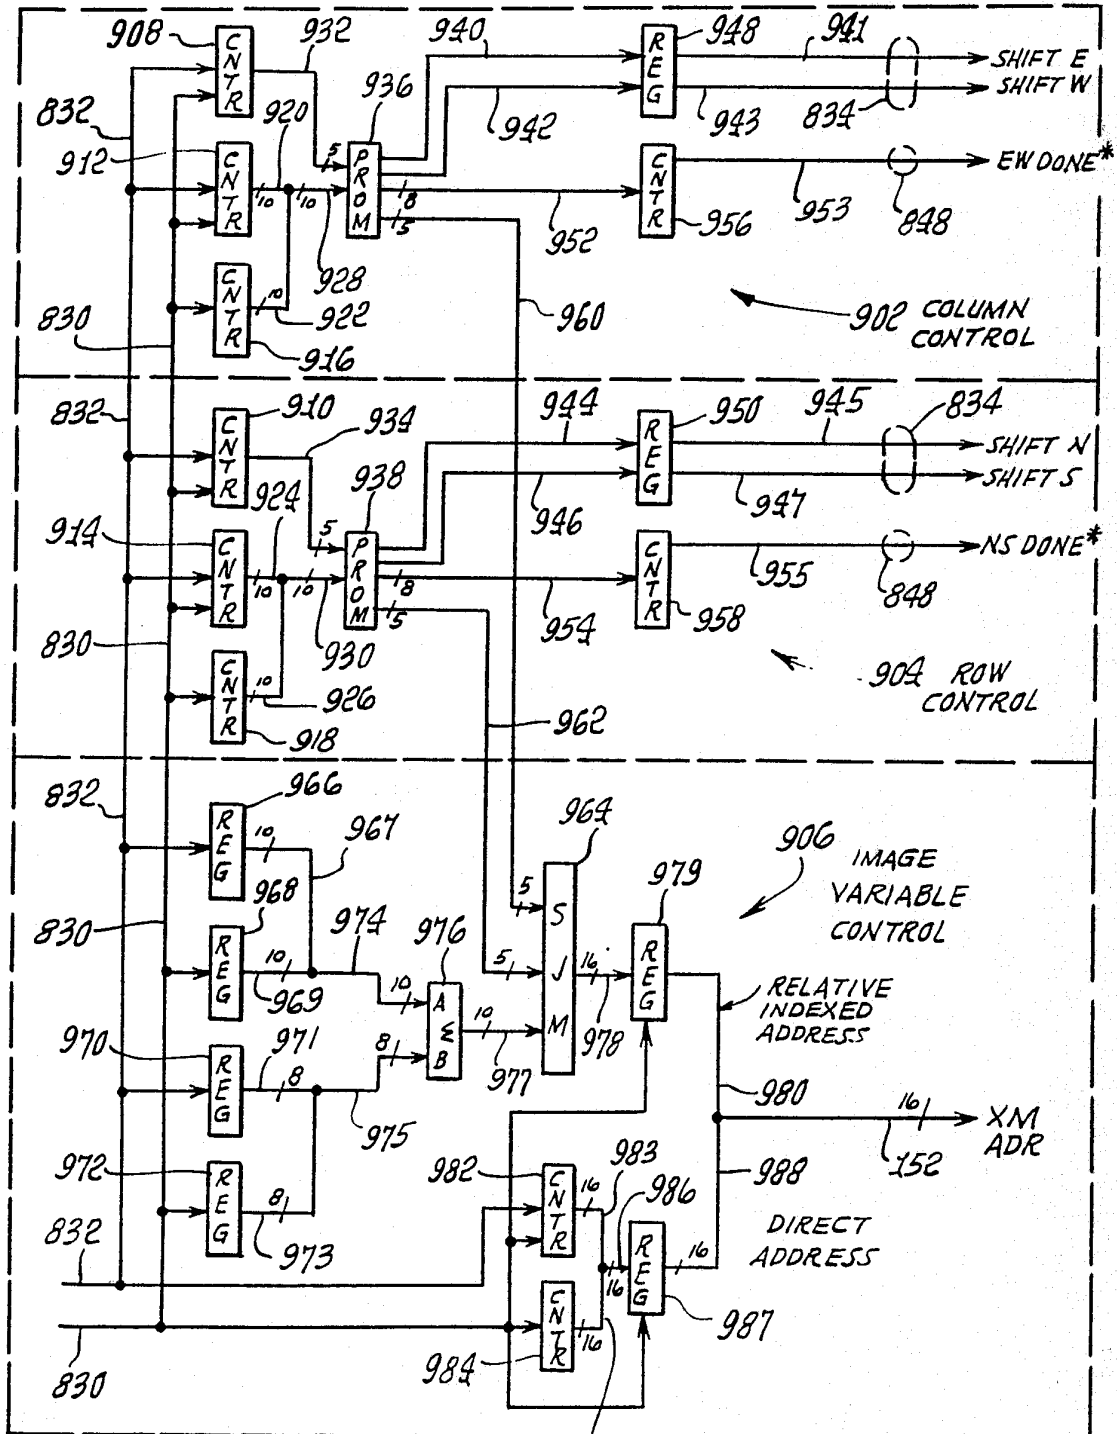 908
CNTR
932
940
REG
948
941
SHIFT E
SHIFT W
832
920
936
942
943
834
912
CNTR
10
10
5
PROM
8
5
CNTR
EW DONE*
953
848
928
952
956
CNTR
10
922
830
916
960
902 COLUMN
CONTROL
832
910
CNTR
934
944
REG
950
945
834
SHIFT N
SHIFT S
938
924
946
947
914
CNTR
10
10
5
PROM
8
5
CNTR
NS DONE*
955
848
930
954
958
830
CNTR
10
926
918
904 ROW
CONTROL
962
832
966
REG
10
967
964
906
IMAGE
VARIABLE
CONTROL
968
974
976
979
5
S
J
M
830
REG
10
969
10
A
Σ
B
5
16
978
REG
RELATIVE
INDEXED
ADDRESS
970
REG
971
8
8
10
977
975
980
16
XM
ADR
152
972
REG
8
973
982
CNTR
16
983
986
988
832
REG
16
16
987
DIRECT
ADDRESS
830
984
CNTR
16